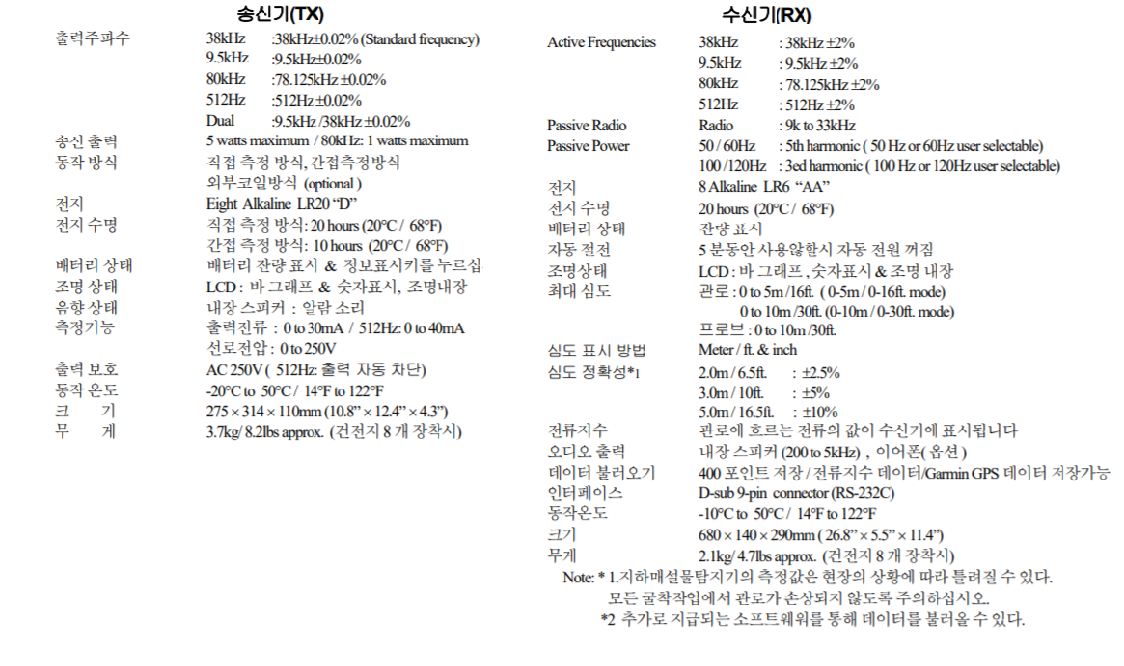 송신기(TX)
출력주파수 38kHz :38kHz±0.02% (Standard frequency)
9.5kHz :9.5kHz±0.02%
80kHz :78.125kHz±0.02%
512Hz :512Hz±0.02%
Dual :9.5kHz /38kHz ±0.02%
송신 출력 5 watts maximum / 80kHz: 1 watts maximum
동작 방식 직접 측정 방식, 간접측정방식
외부코일방식 (optional )
전지 Eight Alkaline LR20 “D”
전지 수명 직접 측정 방식: 20 hours (20°C / 68°F)
간접 측정 방식: 10 hours (20°C / 68°F)
배터리 상태 배터리 잔량 표시 & 정보표시키를 누르십
조명 상태 LCD : 바 그래프 & 숫자표시, 조명내장
음향 상태 내장 스피커 : 알람 소리
측정기능 출력전류 : 0 to 30mA / 512Hz: 0 to 40mA
선로전압 : 0 to 250V
출력 보호 AC 250V ( 512Hz: 출력 자동 차단)
동작 온도 -20°C to 50°C / 14°F to 122°F
크 기 275 × 314 × 110mm (10.8” × 12.4” × 4.3”)
무 게 3.7kg/ 8.2lbs approx. (건전지 8 개 장착시)
수신기(RX)
Active Frequencies 38kHz : 38kHz ±2%
9.5kHz : 9.5kHz ±2%
80kHz : 78.125kHz ±2%
512Hz : 512Hz ±2%
Passive Radio Radio : 9k to 33kHz
Passive Power 50 / 60Hz : 5th harmonic ( 50 Hz or 60Hz user selectable)
100 /120Hz : 3ed harmonic ( 100 Hz or 120Hz user selectable)
전지 8 Alkaline LR6 “AA”
전지 수명 20 hours (20°C / 68°F)
배터리 상태 잔량 표시
자동 절전 5 분동안 사용않할시 자동 전원 꺼짐
조명상태 LCD : 바 그래프 ,숫자표시 & 조명 내장
최대 심도 관로 : 0 to 5m /16ft. ( 0-5m / 0-16ft. mode)
0 to 10m /30ft. (0-10m / 0-30ft. mode)
프로브 : 0 to 10m /30ft.
심도 표시 방법 Meter / ft. & inch
심도 정확성*1 2.0m / 6.5ft. : ±2.5%
3.0m / 10ft. : ±5%
5.0m / 16.5ft. : ±10%
전류지수 관로에 흐르는 전류의 값이 수신기에 표시됩니다
오디오 출력 내장 스피커 (200 to 5kHz) , 이어폰( 옵션 )
데이터 불러오기 400 포인트 저장 / 전류지수 데이터/Garmin GPS 데이터 저장가능
인터페이스 D-sub 9-pin connector (RS-232C)
동작온도 -10°C to 50°C / 14°F to 122°F
크기 680 × 140 × 290mm ( 26.8” × 5.5” × 11.4”)
무게 2.1kg/ 4.7lbs approx. (건전지 8 개 장착시)
Note: * 1.지하매설물탐지기의 측정값은 현장의 상황에 따라 틀려질 수 있다.
모든 굴착작업에서 관로가 손상되지 않도록 주의하십시오.
*2 추가로 지급되는 소프트웨워를 통해 데이터를 불러올 수 있다.